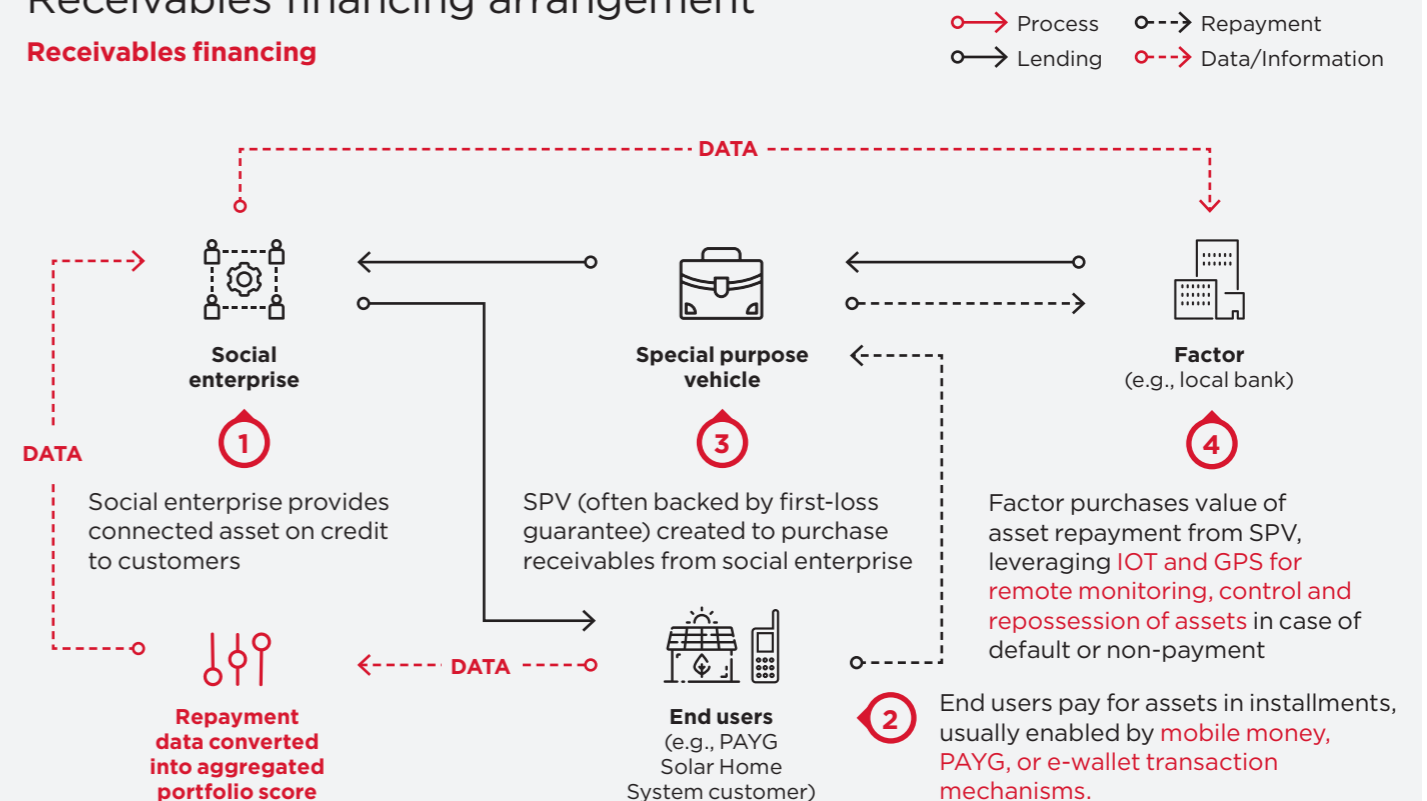 Receivables financing arrangement
Receivables financing
Process
Repayment
Lending
Data/Information
DATA
Social
enterprise
Special purpose
vehicle
Factor
(e.g., local bank)
1
3
4
DATA
Social enterprise provides
connected asset on credit
to customers
SPV (often backed by first-loss
guarantee) created to purchase
receivables from social enterprise
Factor purchases value of
asset repayment from SPV,
leveraging IOT and GPS for
remote monitoring, control and
repossession of assets in case of
default or non-payment
DATA
Repayment
data converted
into aggregated
portfolio score
End users
(e.g., PAYG
Solar Home
System customer)
2
End users pay for assets in installments,
usually enabled by mobile money,
PAYG, or e-wallet transaction
mechanisms.